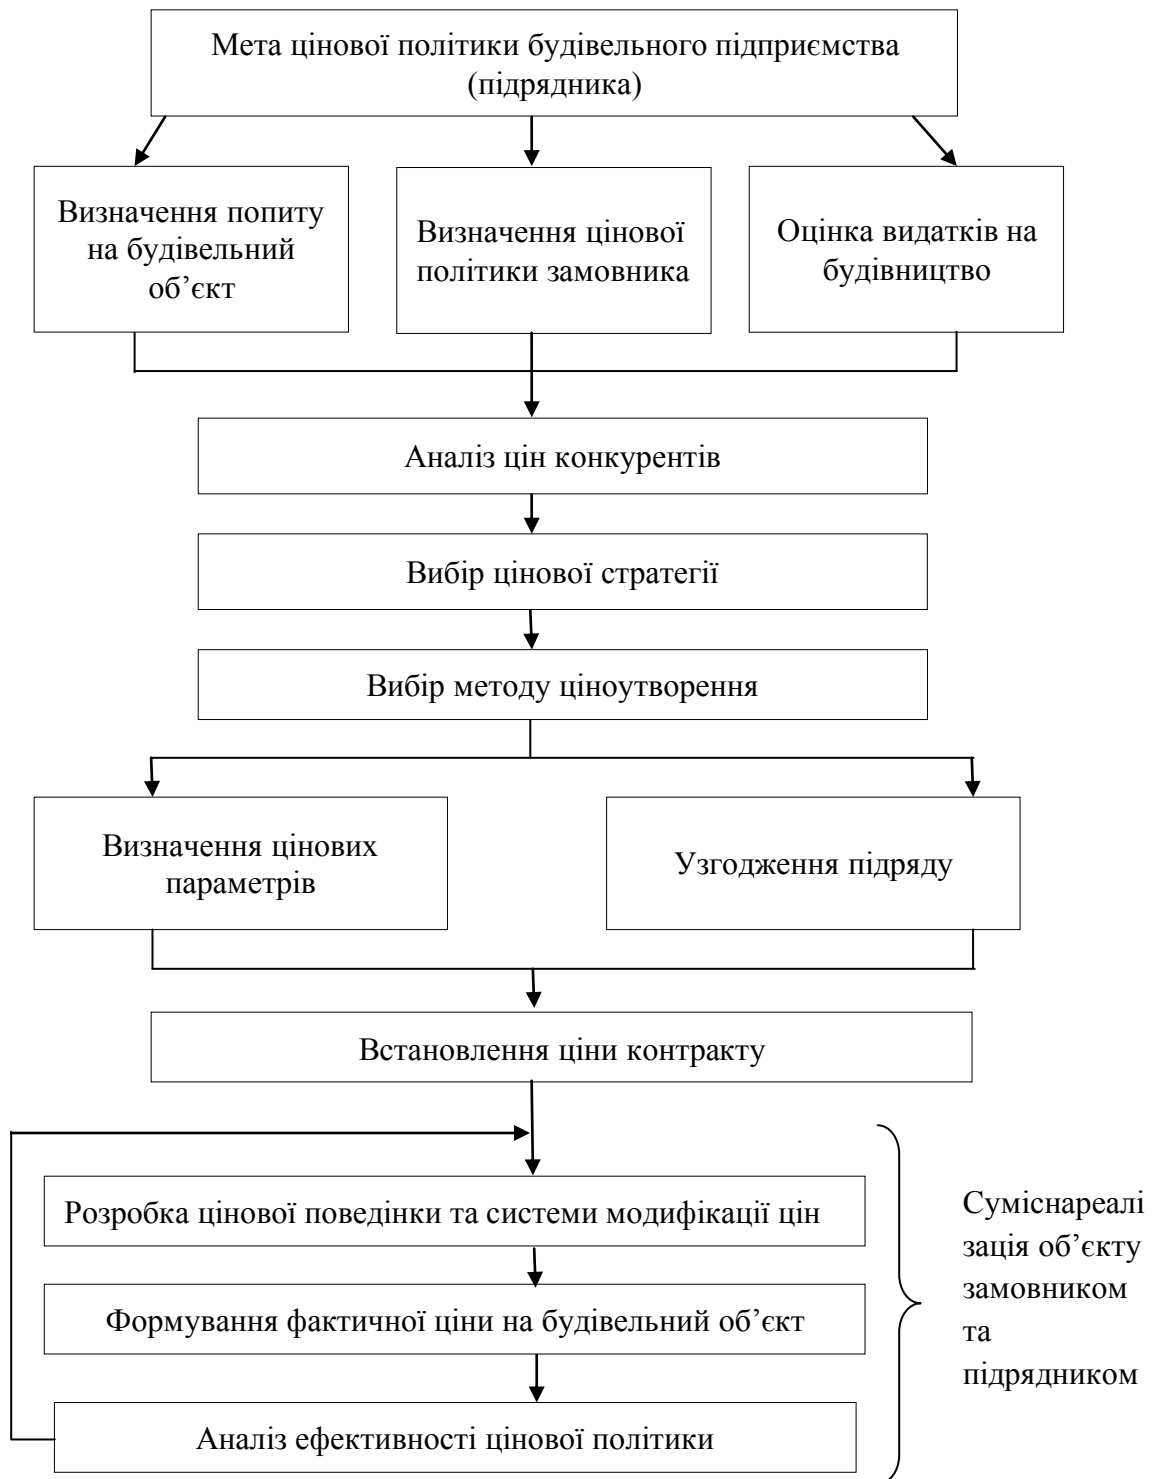 Мета цінової політики будівельного підприємства
(підрядника)
Визначення попиту
на будівельний
об’єкт
Визначення цінової
політики замовника
Оцінка видатків на
будівництво
Аналіз цін конкурентів
Вибір цінової стратегії
Вибір методу ціноутворення
Визначення цінових
параметрів
Узгодження підряду
Встановлення ціни контракту
Розробка цінової поведінки та системи модифікації цін
Формування фактичної ціни на будівельний об’єкт
Аналіз ефективності цінової політики
Суміснареалі
зація об’єкту
замовником
та
підрядником